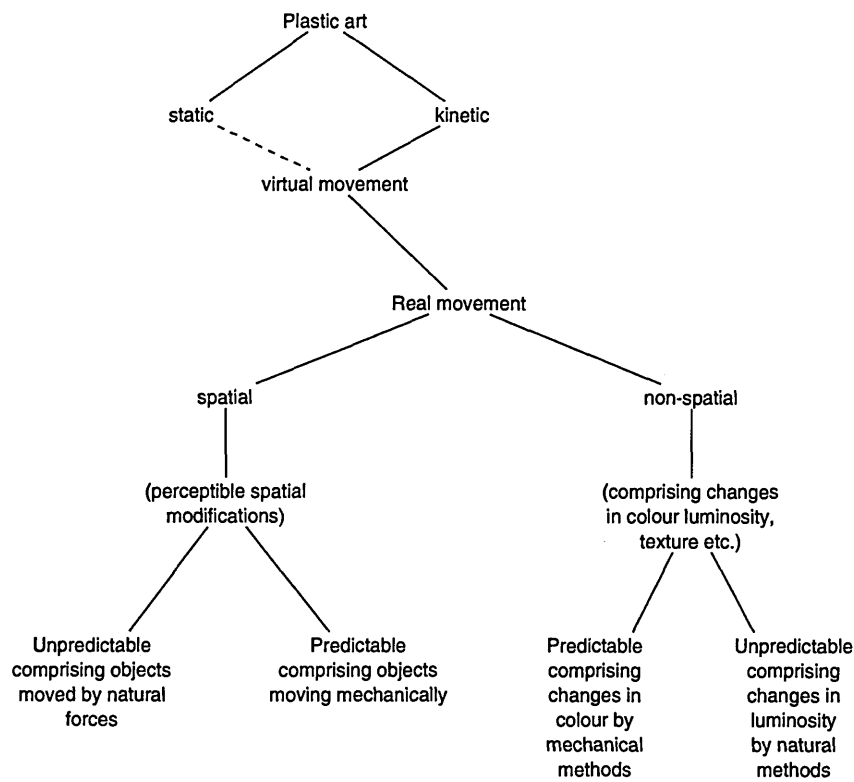 Plastic art
static
kinetic
virtual movement
Real movement
spatial
non-spatial
(perceptible spatial
modifications)
(comprising changes
in colour luminosity,
texture etc.)
Unpredictable
comprising objects
moved by natural
forces
Predictable
comprising objects
moving mechanically
Predictable
comprising
changes in
colour by
mechanical
methods
Unpredictable
comprising
changes in
luminosity
by natural
methods